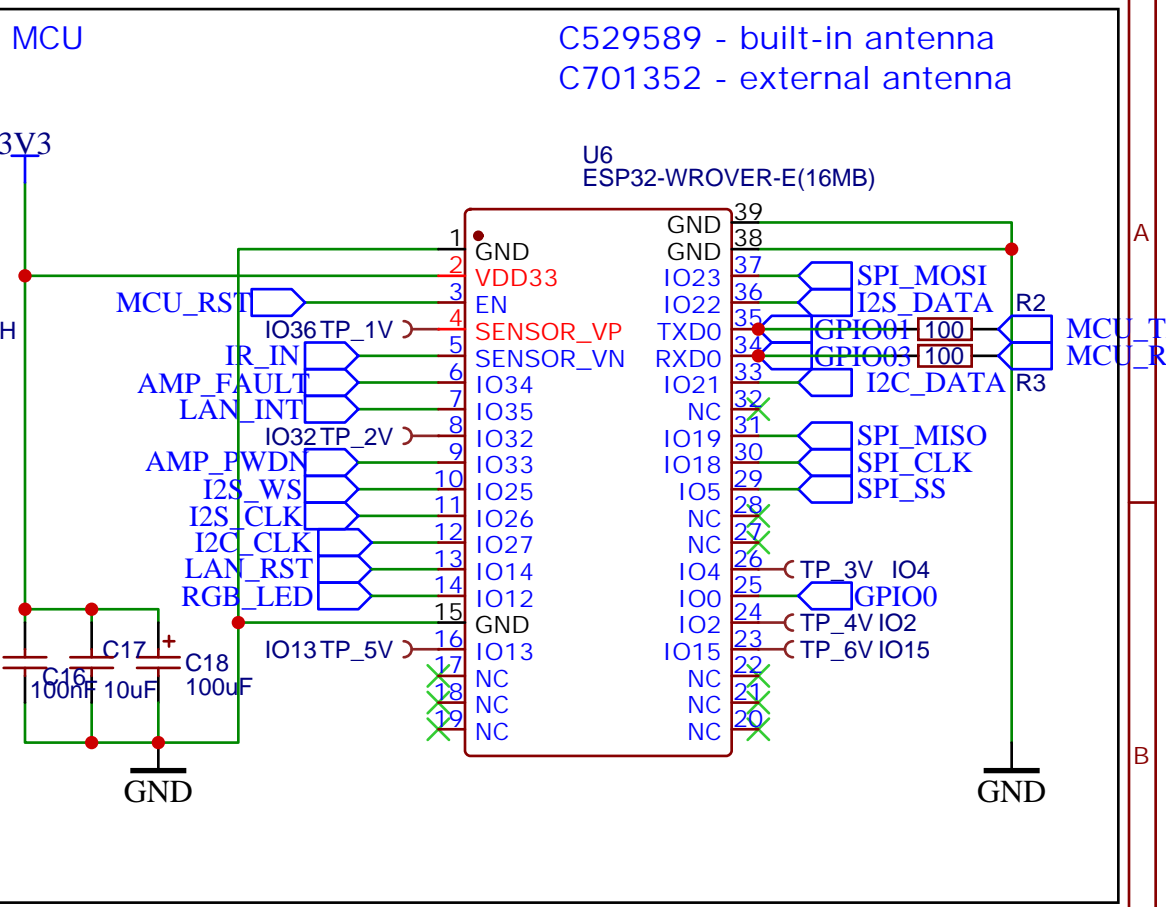 MCU
C529589 - built-in antenna
C701352 - external antenna
3V3
U6
ESP32-WROVER-E(16MB)
39
GND
1
GND
38
GND
A
2
VDD33
37
IO23
SPI_MOSI
MCU_RST
3
EN
36
IO22
I2S_DATA
R2
H
IO36 TP_1V
4
SENSOR_VP
35
TXD0
GPIO01
100
MCU_T
IR_IN
5
SENSOR_VN
34
RXD0
GPIO03
100
MCU_R
AMP_FAULT
6
IO34
33
IO21
I2C_DATA
R3
LAN_INT
7
IO35
32
NC
IO32 TP_2V
8
IO32
31
IO19
SPI_MISO
AMP_PWDN
9
IO33
30
IO18
SPI_CLK
I2S_WS
10
IO25
29
IO5
SPI_SS
I2S_CLK
11
IO26
28
NC
I2C_CLK
12
IO27
27
NC
LAN_RST
13
IO14
26
IO4
TP_3V IO4
RGB_LED
14
IO12
25
IO0
GPIO0
15
GND
24
IO2
TP_4V IO2
IO13 TP_5V
16
IO13
23
IO15
TP_6V IO15
17
NC
22
NC
18
NC
21
NC
19
NC
20
NC
C16
100nF
C17
10uF
+
C18
100uF
B
GND
GND